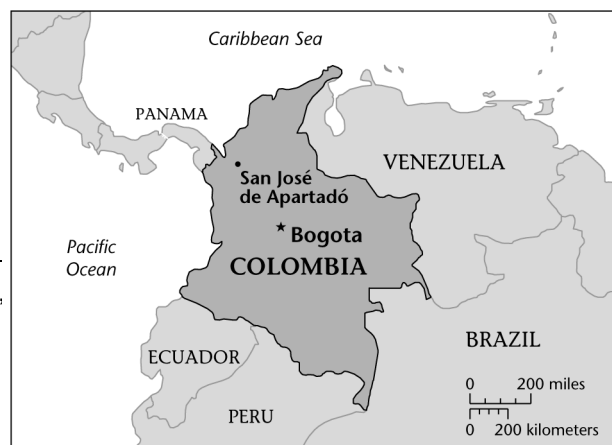 Caribbean Sea
PANAMA
VENEZUELA
San José
de Apartadó
Bogota
Pacific
Ocean
COLOMBIA
BRAZIL
ECUADOR
PERU
0 200 miles
0 200 kilometers